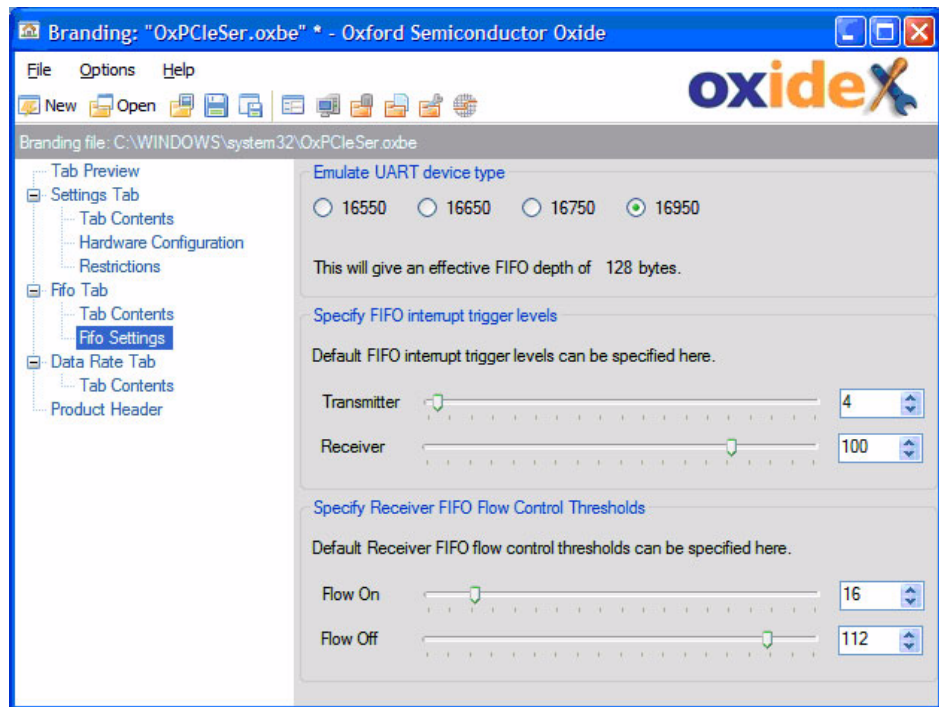 Branding: "OxPCIeSer.oxbe" * - Oxford Semiconductor Oxide
File Options Help
oxide
New Open
Branding file: C:\WINDOWS\system32\OxPCIeSer.oxbe
Tab Preview
Settings Tab
Tab Contents
Hardware Configuration
Restrictions
Fifo Tab
Tab Contents
Fifo Settings
Data Rate Tab
Tab Contents
Product Header
Emulate UART device type
16550 16650 16750 16950
This will give an effective FIFO depth of 128 bytes.
Specify FIFO interrupt trigger levels
Default FIFO interrupt trigger levels can be specified here.
Transmitter 4
Receiver 100
Specify Receiver FIFO Flow Control Thresholds
Default Receiver FIFO flow control thresholds can be specified here.
Flow On 16
Flow Off 112